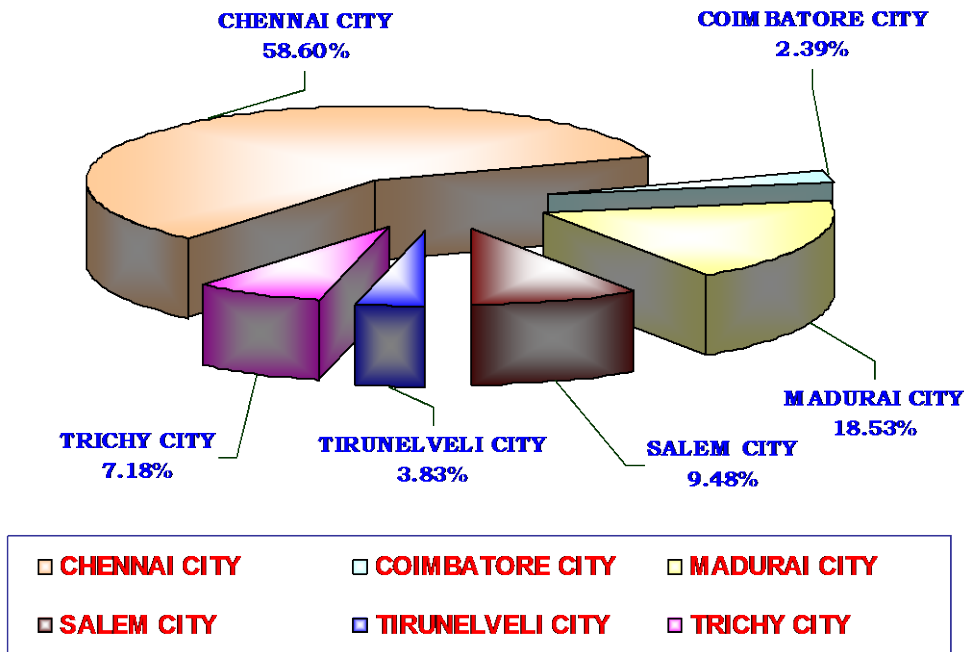 CHENNAI CITY
58.60%
COIMBATORE CITY
2.39%
MADURAI CITY
18.53%
TRICHY CITY
7.18%
TIRUNELVELI CITY
3.83%
SALEM CITY
9.48%
CHENNAI CITY
COIMBATORE CITY
MADURAI CITY
SALEM CITY
TIRUNELVELI CITY
TRICHY CITY